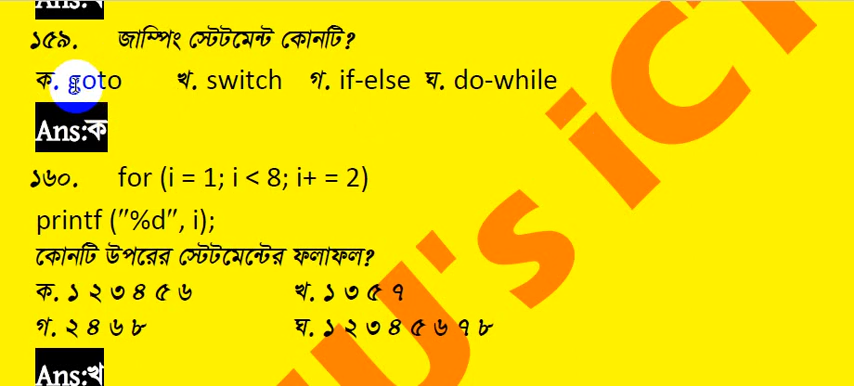 ১৫৯. জাম্পিং স্টেটমেন্ট কোনটি?
ক. goto খ. switch গ. if-else ঘ. do-while
Ans:ক
১৬০. for (i = 1; i < 8; i+ = 2)
printf ("%d", i);
কোনটি উপরের স্টেটমেন্টের ফলাফল?
ক. ১ ২ ৩ ৪ ৫ ৬ খ. ১ ৩ ৫ ৭
গ. ২ ৪ ৬ ৮ ঘ. ১ ২ ৩ ৪ ৫ ৬ ৭ ৮
Ans:খ